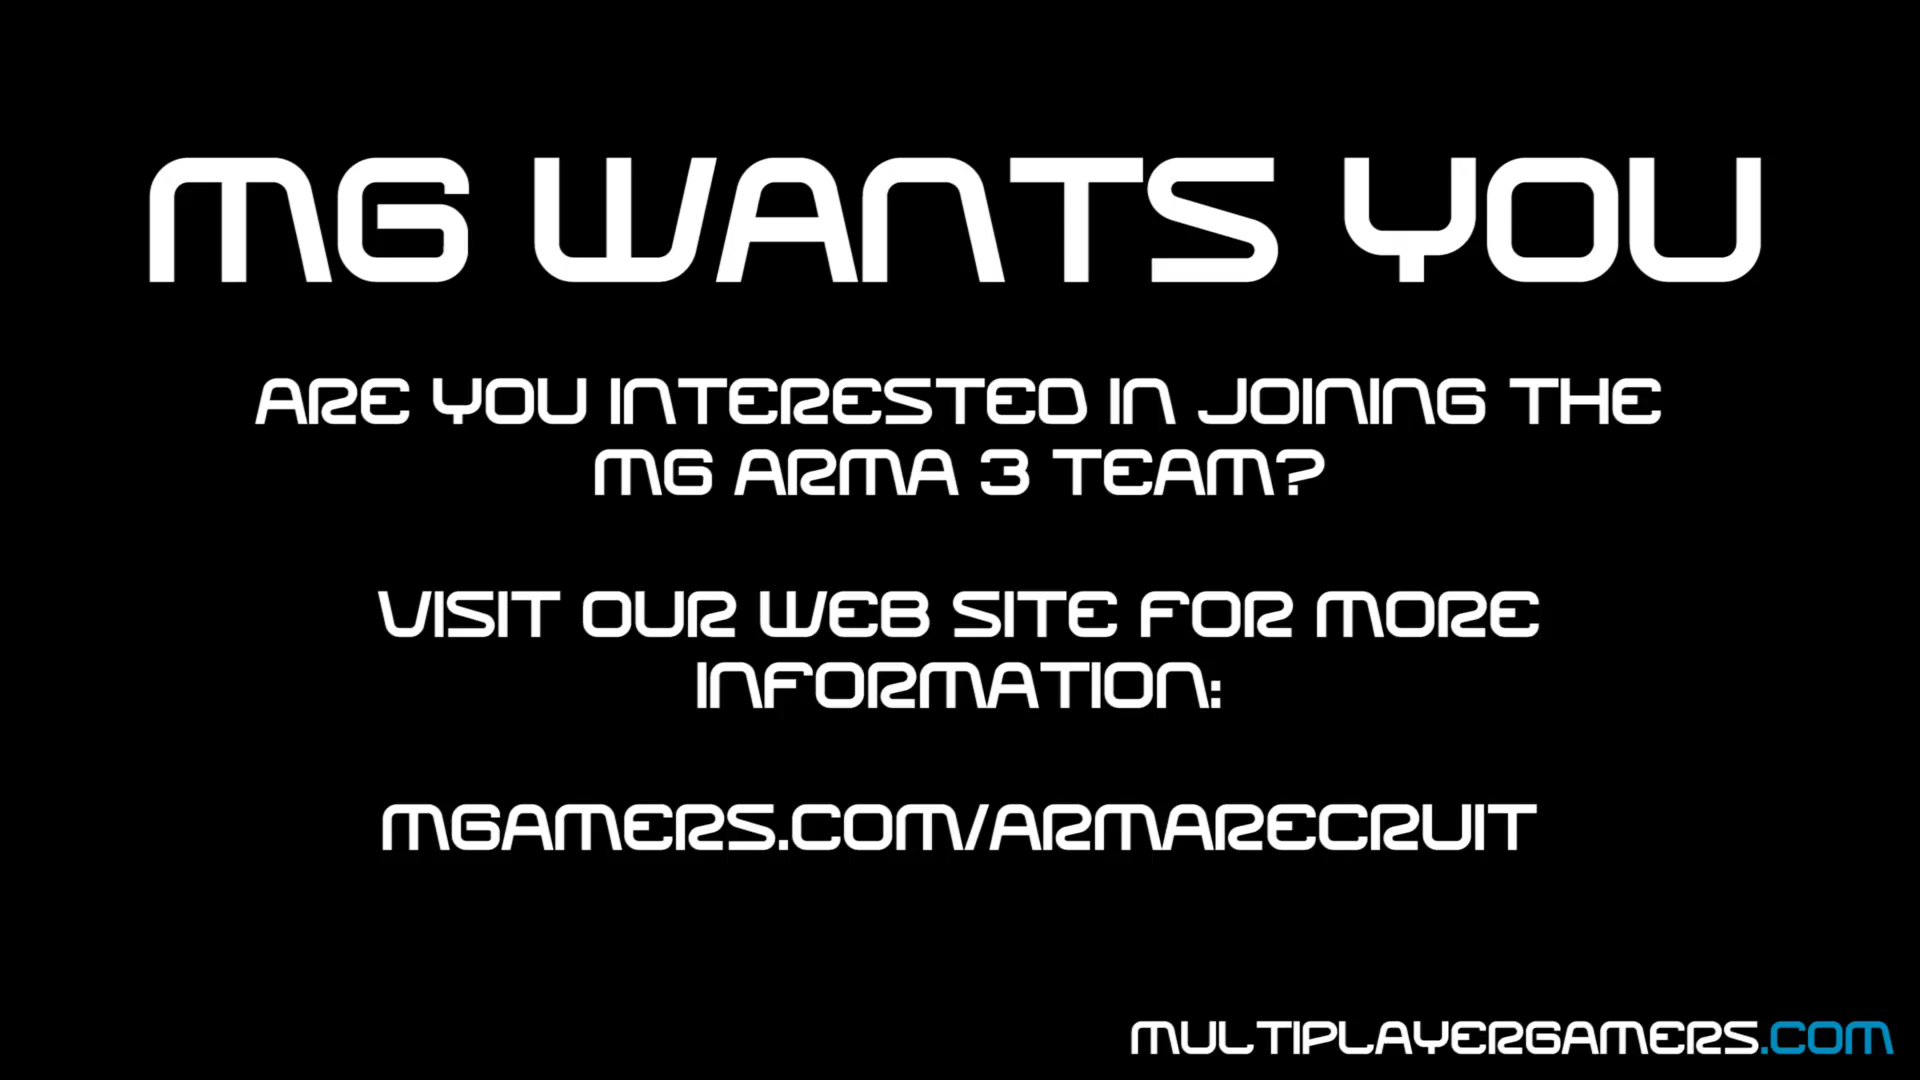 MG WANTS YOU
ARE YOU INTERESTED IN JOINING THE
MG ARMA 3 TEAM?
VISIT OUR WEB SITE FOR MORE
INFORMATION:
MGAMERS.COM/ARMARECRUIT
MULTIPLAYERGAMERS.COM